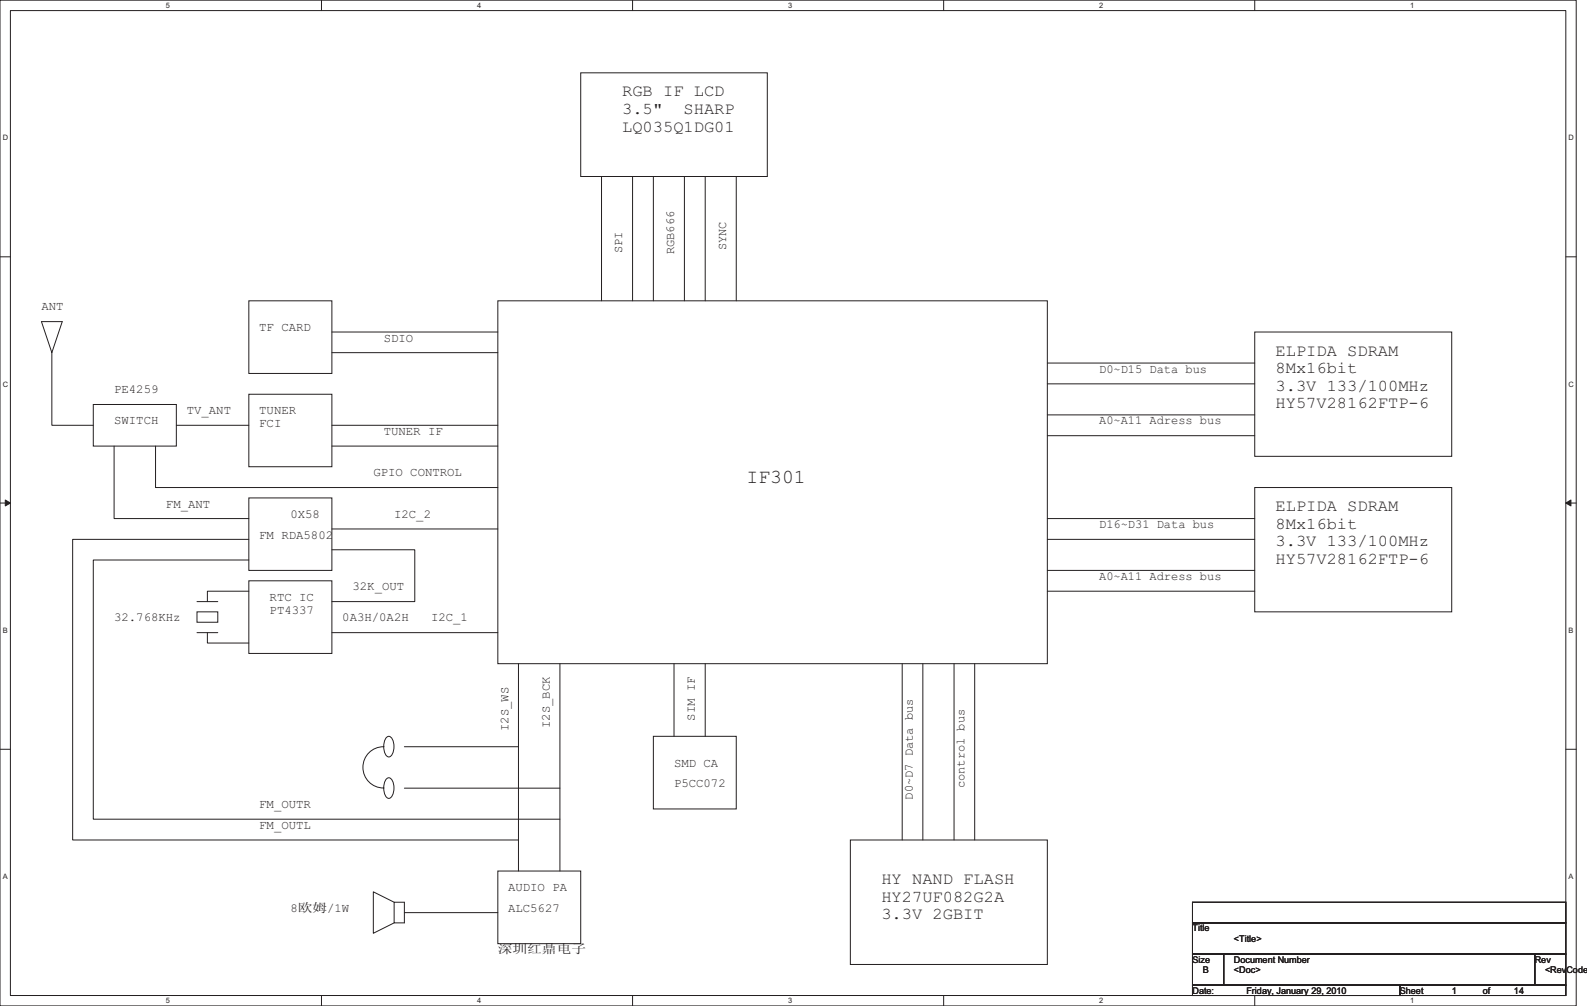 5 4 3 2 1
D D
C C
B B
A A
RGB IF LCD
3.5" SHARP
LQ035Q1DG01
SPI
RGB666
SYNC
ANT
TF CARD
SDIO
PE4259
SWITCH
TV_ANT
TUNER
FCI
TUNER IF
GPIO CONTROL
FM_ANT
0X58
FM RDA5802
I2C_2
32K_OUT
RTC IC
PT4337
32.768KHz
0A3H/0A2H I2C_1
IF301
D0~D15 Data bus
A0~A11 Adress bus
ELPIDA SDRAM
8Mx16bit
3.3V 133/100MHz
HY57V28162FTP-6
D16~D31 Data bus
A0~A11 Adress bus
ELPIDA SDRAM
8Mx16bit
3.3V 133/100MHz
HY57V28162FTP-6
I2S_WS
I2S_BCK
SIM IF
D0~D7 Data bus
control bus
SMD CA
P5CC072
FM_OUTR
FM_OUTL
AUDIO PA
ALC5627
8欧姆/1W
深圳红鼎电子
HY NAND FLASH
HY27UF082G2A
3.3V 2GBIT
Title
<Title>
Size Document Number Rev
B <Doc> <RevCode
Date: Friday, January 29, 2010 Sheet 1 of 14
5 4 3 2 1